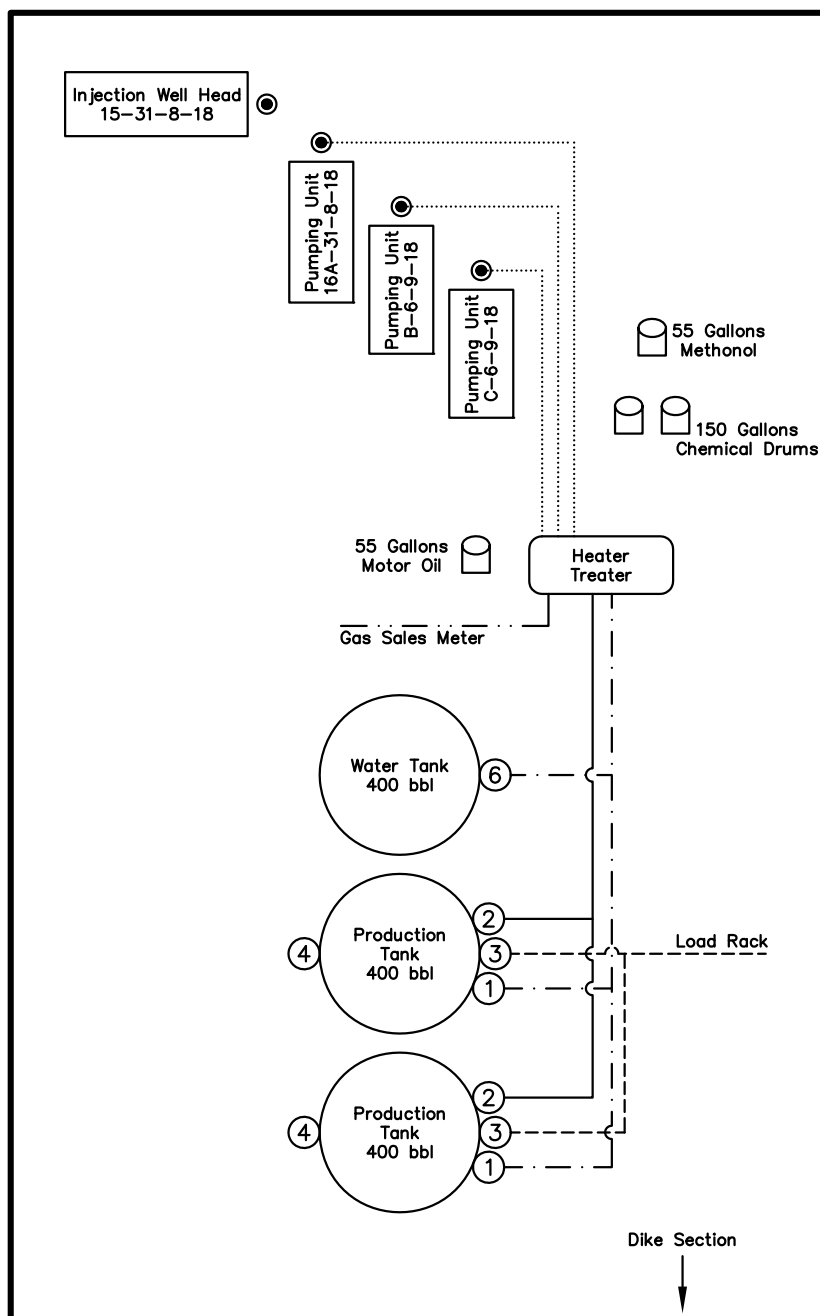 Injection Well Head
15-31-8-18
Pumping Unit
16A-31-8-18
Pumping Unit
B-6-9-18
Pumping Unit
C-6-9-18
55 Gallons
Methonol
150 Gallons
Chemical Drums
55 Gallons
Motor Oil
Heater
Treater
Gas Sales Meter
Water Tank
400 bbl
6
2
Production
Tank
400 bbl
4
3
Load Rack
1
2
Production
Tank
400 bbl
4
3
1
Dike Section